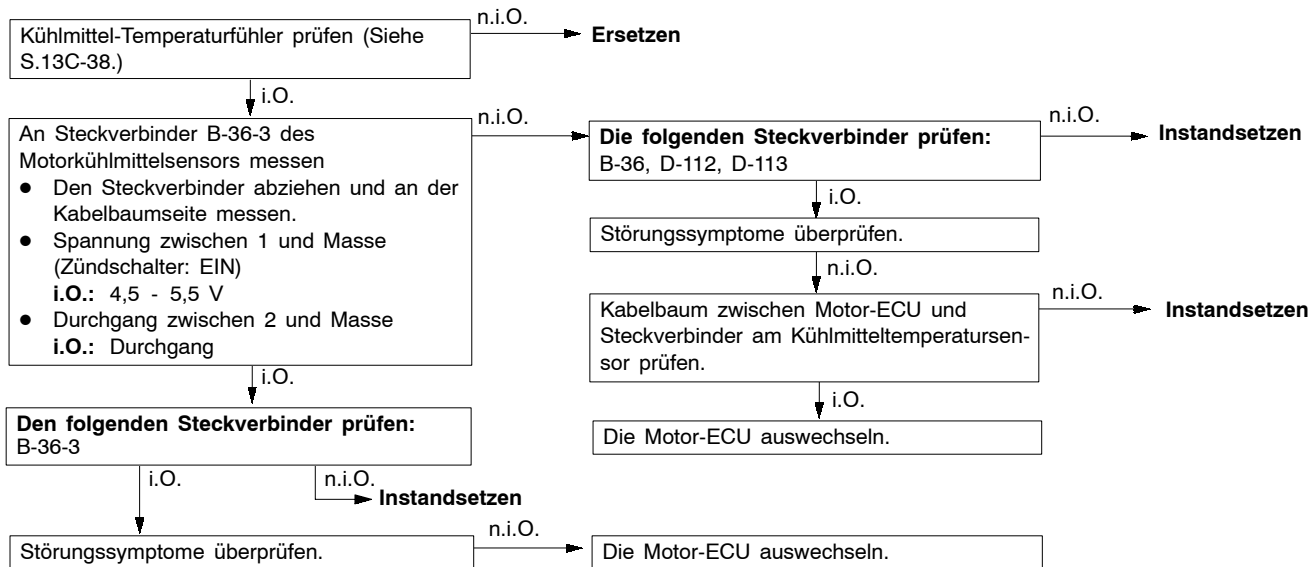 Kühlmittel-Temperaturfühler prüfen (Siehe
S.13C-38.)
n.i.O.
Ersetzen
i.O.
An Steckverbinder B-36-3 des
Motorkühlmittelsensors messen
● Den Steckverbinder abziehen und an der
Kabelbaumseite messen.
● Spannung zwischen 1 und Masse
(Zündschalter: EIN)
i.O.: 4,5 - 5,5 V
● Durchgang zwischen 2 und Masse
i.O.: Durchgang
n.i.O.
Die folgenden Steckverbinder prüfen:
B-36, D-112, D-113
n.i.O.
Instandsetzen
i.O.
Störungssymptome überprüfen.
n.i.O.
Kabelbaum zwischen Motor-ECU und
Steckverbinder am Kühlmitteltemperatursen-
sor prüfen.
n.i.O.
Instandsetzen
i.O.
Die Motor-ECU auswechseln.
i.O.
Den folgenden Steckverbinder prüfen:
B-36-3
i.O.
n.i.O.
Instandsetzen
Störungssymptome überprüfen.
n.i.O.
Die Motor-ECU auswechseln.